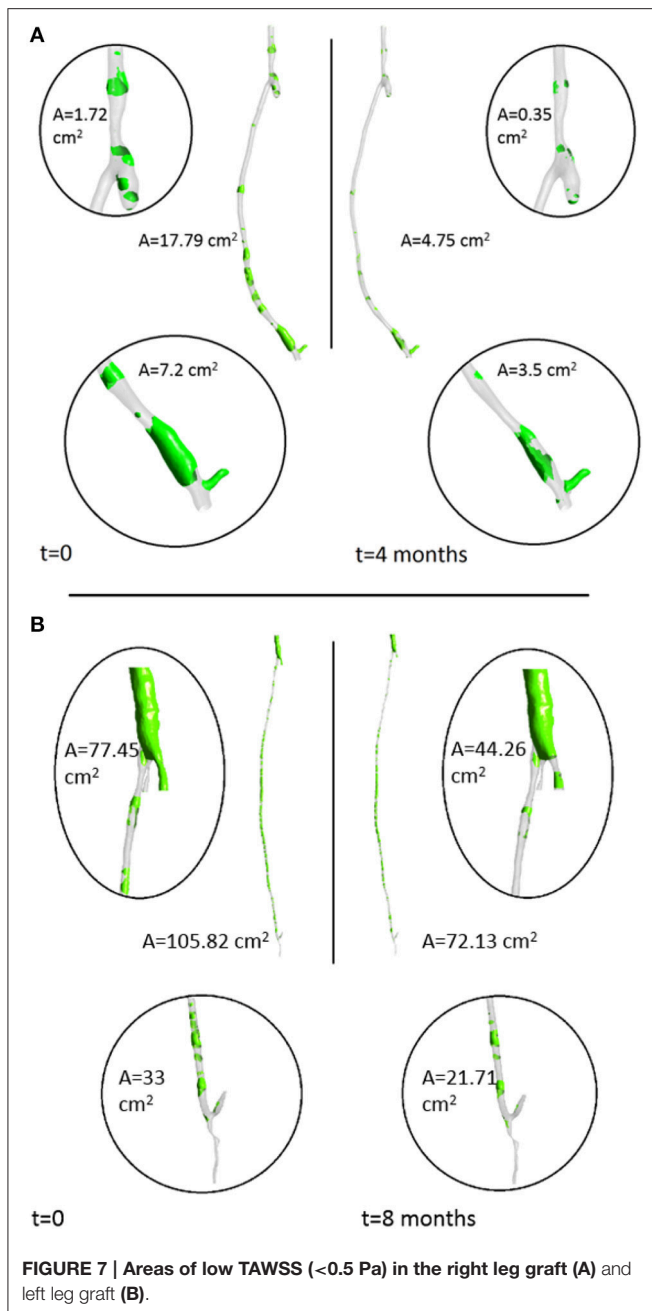 A
A=1.72
cm²
A=0.35
cm²
A=17.79 cm²
A=4.75 cm²
A=7.2 cm²
A=3.5 cm²
t=0
t=4 months
B
A=77.45
cm²
A=44.26
cm²
A=105.82 cm²
A=72.13 cm²
A=33
cm²
A=21.71
cm²
t=0
t=8 months
FIGURE 7 | Areas of low TAWSS (<0.5 Pa) in the right leg graft (A) and
left leg graft (B).